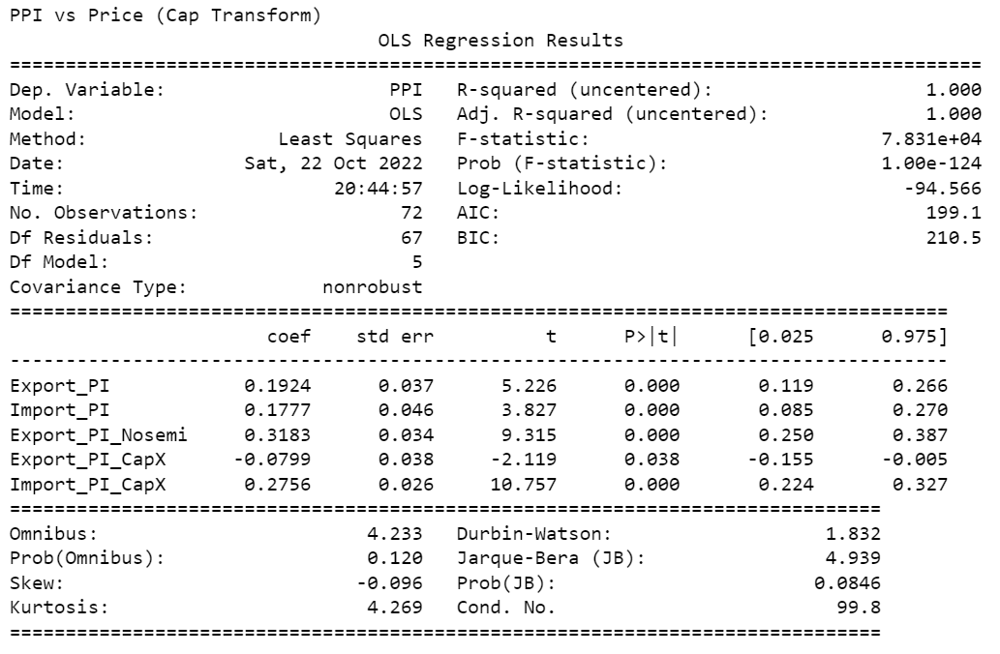 PPI vs Price (Cap Transform)
OLS Regression Results
==============================================================================
Dep. Variable: PPI R-squared (uncentered): 1.000
Model: OLS Adj. R-squared (uncentered): 1.000
Method: Least Squares F-statistic: 7.831e+04
Date: Sat, 22 Oct 2022 Prob (F-statistic): 1.00e-124
Time: 20:44:57 Log-Likelihood: -94.566
No. Observations: 72 AIC: 199.1
Df Residuals: 67 BIC: 210.5
Df Model: 5
Covariance Type: nonrobust
==============================================================================
coef std err t P>|t| [0.025 0.975]
------------------------------------------------------------------------------
Export_PI 0.1924 0.037 5.226 0.000 0.119 0.266
Import_PI 0.1777 0.046 3.827 0.000 0.085 0.270
Export_PI_Nosemi 0.3183 0.034 9.315 0.000 0.250 0.387
Export_PI_CapX -0.0799 0.038 -2.119 0.038 -0.155 -0.005
Import_PI_CapX 0.2756 0.026 10.757 0.000 0.224 0.327
==============================================================================
Omnibus: 4.233 Durbin-Watson: 1.832
Prob(Omnibus): 0.120 Jarque-Bera (JB): 4.939
Skew: -0.096 Prob(JB): 0.0846
Kurtosis: 4.269 Cond. No. 99.8
==============================================================================